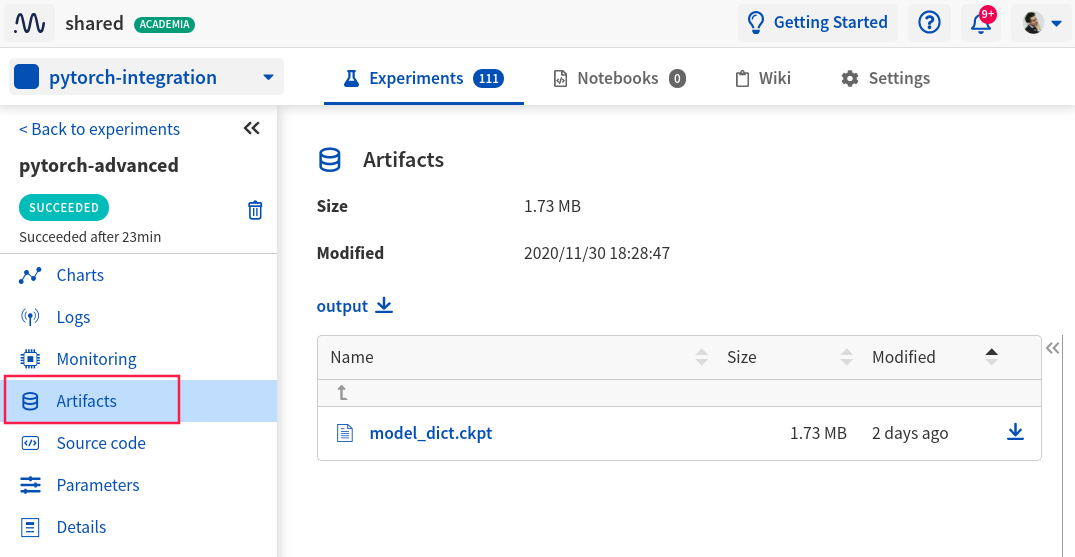 shared ACADEMIA Getting Started 9+
pytorch-integration Experiments 111 Notebooks 0 Wiki Settings
< Back to experiments
pytorch-advanced
SUCCEEDED
Succeeded after 23min
Charts
Logs
Monitoring
Artifacts
Source code
Parameters
Details
Artifacts
Size 1.73 MB
Modified 2020/11/30 18:28:47
output
Name Size Modified
model_dict.ckpt 1.73 MB 2 days ago